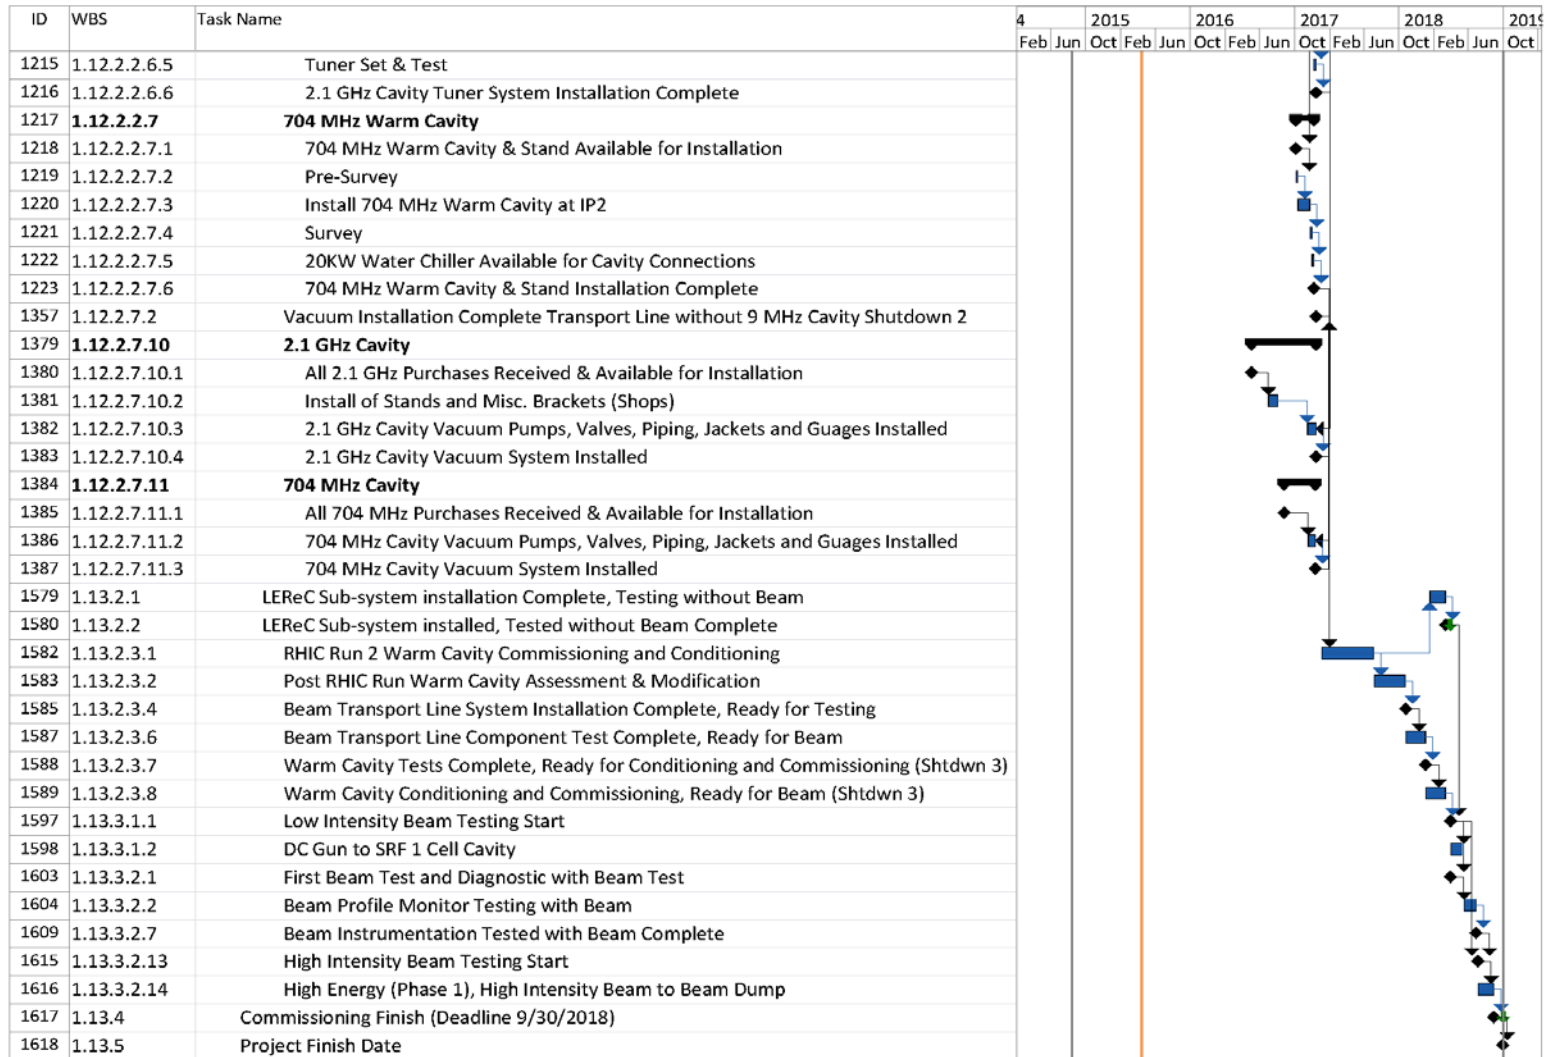 ID WBS Task Name 4 2015 2016 2017 2018 2019
Feb Jun Oct Feb Jun Oct Feb Jun Oct Feb Jun Oct Feb Jun Oct
1215 1.12.2.2.6.5 Tuner Set & Test
1216 1.12.2.2.6.6 2.1 GHz Cavity Tuner System Installation Complete
1217 1.12.2.2.7 704 MHz Warm Cavity
1218 1.12.2.2.7.1 704 MHz Warm Cavity & Stand Available for Installation
1219 1.12.2.2.7.2 Pre-Survey
1220 1.12.2.2.7.3 Install 704 MHz Warm Cavity at IP2
1221 1.12.2.2.7.4 Survey
1222 1.12.2.2.7.5 20KW Water Chiller Available for Cavity Connections
1223 1.12.2.2.7.6 704 MHz Warm Cavity & Stand Installation Complete
1357 1.12.2.7.2 Vacuum Installation Complete Transport Line without 9 MHz Cavity Shutdown 2
1379 1.12.2.7.10 2.1 GHz Cavity
1380 1.12.2.7.10.1 All 2.1 GHz Purchases Received & Available for Installation
1381 1.12.2.7.10.2 Install of Stands and Misc. Brackets (Shops)
1382 1.12.2.7.10.3 2.1 GHz Cavity Vacuum Pumps, Valves, Piping, Jackets and Guages Installed
1383 1.12.2.7.10.4 2.1 GHz Cavity Vacuum System Installed
1384 1.12.2.7.11 704 MHz Cavity
1385 1.12.2.7.11.1 All 704 MHz Purchases Received & Available for Installation
1386 1.12.2.7.11.2 704 MHz Cavity Vacuum Pumps, Valves, Piping, Jackets and Guages Installed
1387 1.12.2.7.11.3 704 MHz Cavity Vacuum System Installed
1579 1.13.2.1 LEReC Sub-system installation Complete, Testing without Beam
1580 1.13.2.2 LEReC Sub-system installed, Tested without Beam Complete
1582 1.13.2.3.1 RHIC Run 2 Warm Cavity Commissioning and Conditioning
1583 1.13.2.3.2 Post RHIC Run Warm Cavity Assessment & Modification
1585 1.13.2.3.4 Beam Transport Line System Installation Complete, Ready for Testing
1587 1.13.2.3.6 Beam Transport Line Component Test Complete, Ready for Beam
1588 1.13.2.3.7 Warm Cavity Tests Complete, Ready for Conditioning and Commissioning (Shtdwn 3)
1589 1.13.2.3.8 Warm Cavity Conditioning and Commissioning, Ready for Beam (Shtdwn 3)
1597 1.13.3.1.1 Low Intensity Beam Testing Start
1598 1.13.3.1.2 DC Gun to SRF 1 Cell Cavity
1603 1.13.3.2.1 First Beam Test and Diagnostic with Beam Test
1604 1.13.3.2.2 Beam Profile Monitor Testing with Beam
1609 1.13.3.2.7 Beam Instrumentation Tested with Beam Complete
1615 1.13.3.2.13 High Intensity Beam Testing Start
1616 1.13.3.2.14 High Energy (Phase 1), High Intensity Beam to Beam Dump
1617 1.13.4 Commissioning Finish (Deadline 9/30/2018)
1618 1.13.5 Project Finish Date